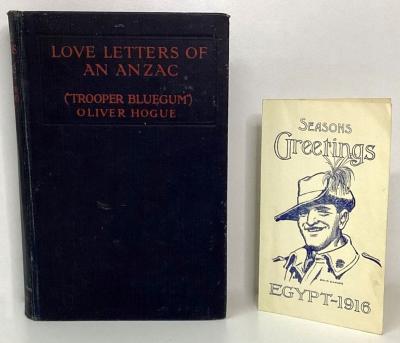 LOVE LETTERS OF
AN ANZAC
("TROOPER BLUEGUM")
OLIVER HOGUE
SEASONS
Greetings
EGYPT-1916